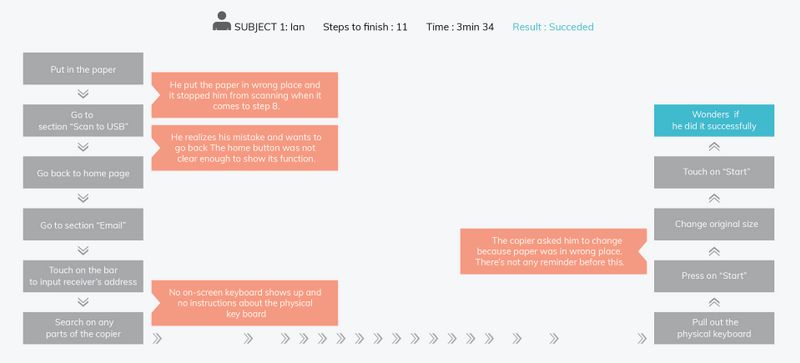 SUBJECT 1: Ian Steps to finish : 11 Time : 3min 34 Result : Succeded
Put in the paper
He put the paper in wrong place and
it stopped him from scanning when it
comes to step 8.
Go to
section “Scan to USB”
He realizes his mistake and wants to
go back The home button was not
clear enough to show its function.
Go back to home page
Go to section “Email”
Touch on the bar
to input receiver’s address
No on-screen keyboard shows up and
no instructions about the physical
key board
Search on any
parts of the copier
Pull out the
physical keyboard
Press on “Start”
The copier asked him to change
because paper was in wrong place.
There’s not any reminder before this.
Change original size
Touch on “Start”
Wonders if
he did it successfully